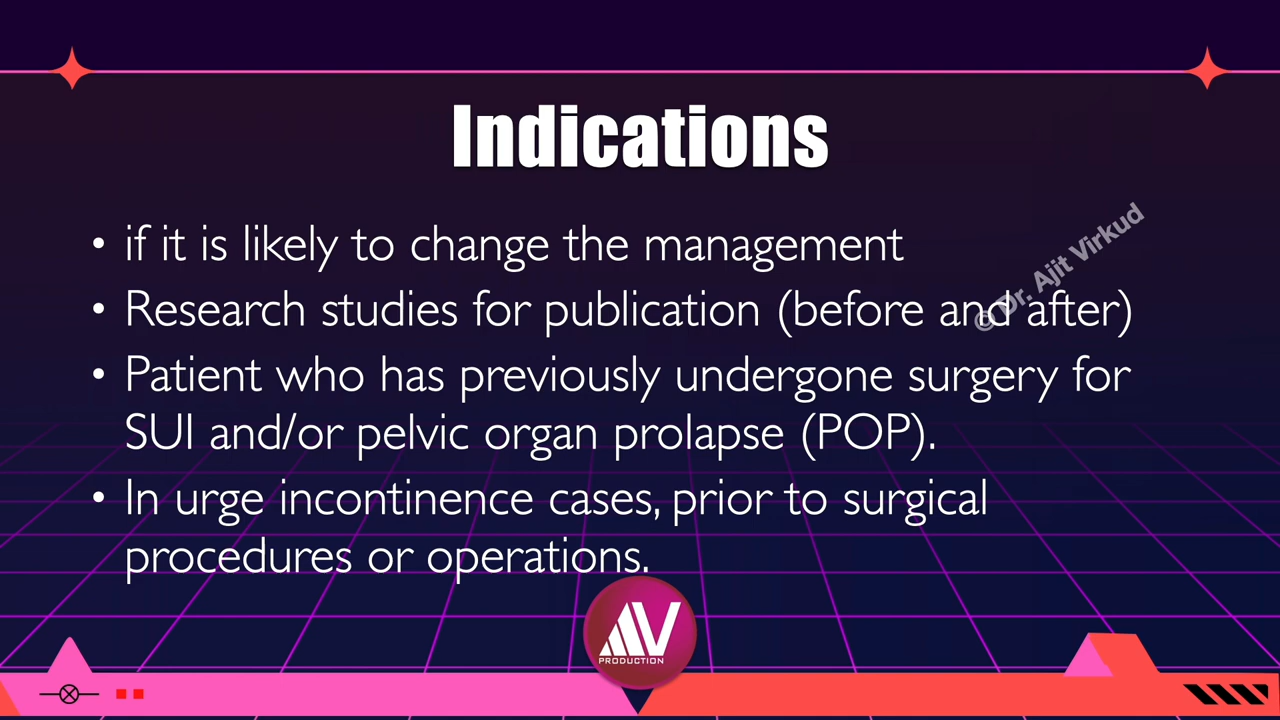 Indications
• if it is likely to change the management
• Research studies for publication (before and after)
• Patient who has previously undergone surgery for
SUI and/or pelvic organ prolapse (POP).
• In urge incontinence cases, prior to surgical
procedures or operations.
© Dr. Ajit Virkud
AV
PRODUCTION